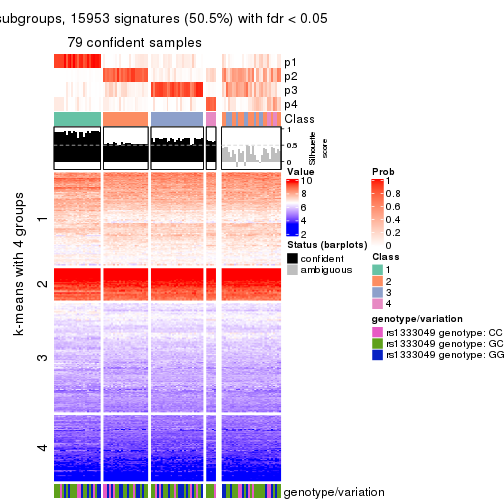 subgroups, 15953 signatures (50.5%) with fdr < 0.05
79 confident samples
p1
p2
p3
p4
Class
1
0.5
0
Silhouette
score
k-means with 4 groups
1
2
3
4
genotype/variation
Value
10
8
6
4
2
Status (barplots)
confident
ambiguous
Prob
1
0.8
0.6
0.4
0.2
0
Class
1
2
3
4
genotype/variation
rs1333049 genotype: CC
rs1333049 genotype: GC
rs1333049 genotype: GG